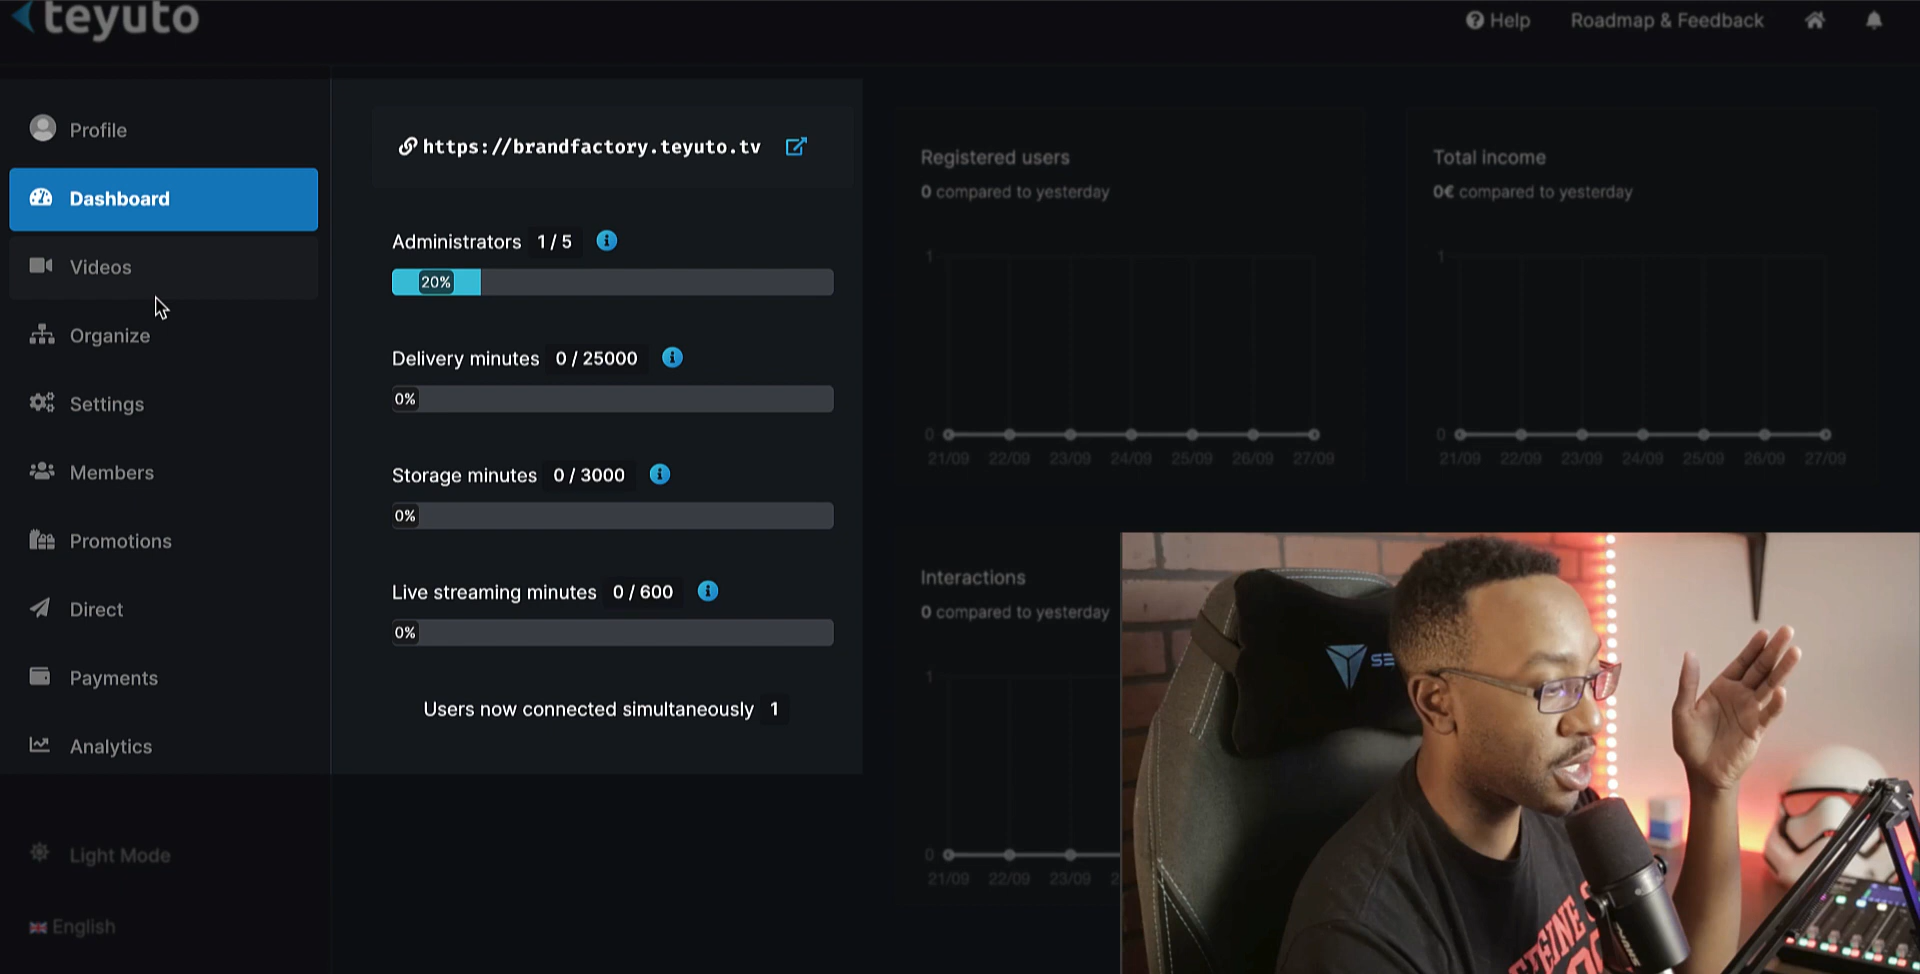 teyuto
Help
Roadmap & Feedback
Profile
Dashboard
Videos
Organize
Settings
Members
Promotions
Direct
Payments
Analytics
Light Mode
English
https://brandfactory.teyuto.tv
Administrators 1 / 5
20%
Delivery minutes 0 / 25000
0%
Storage minutes 0 / 3000
0%
Live streaming minutes 0 / 600
0%
Users now connected simultaneously 1
Registered users
0 compared to yesterday
1
0
21/09 22/09 23/09 24/09 25/09 26/09 27/09
Total income
0€ compared to yesterday
1
0
21/09 22/09 23/09 24/09 25/09 26/09 27/09
Interactions
0 compared to yesterday
1
0
21/09 22/09 23/09 2
SE